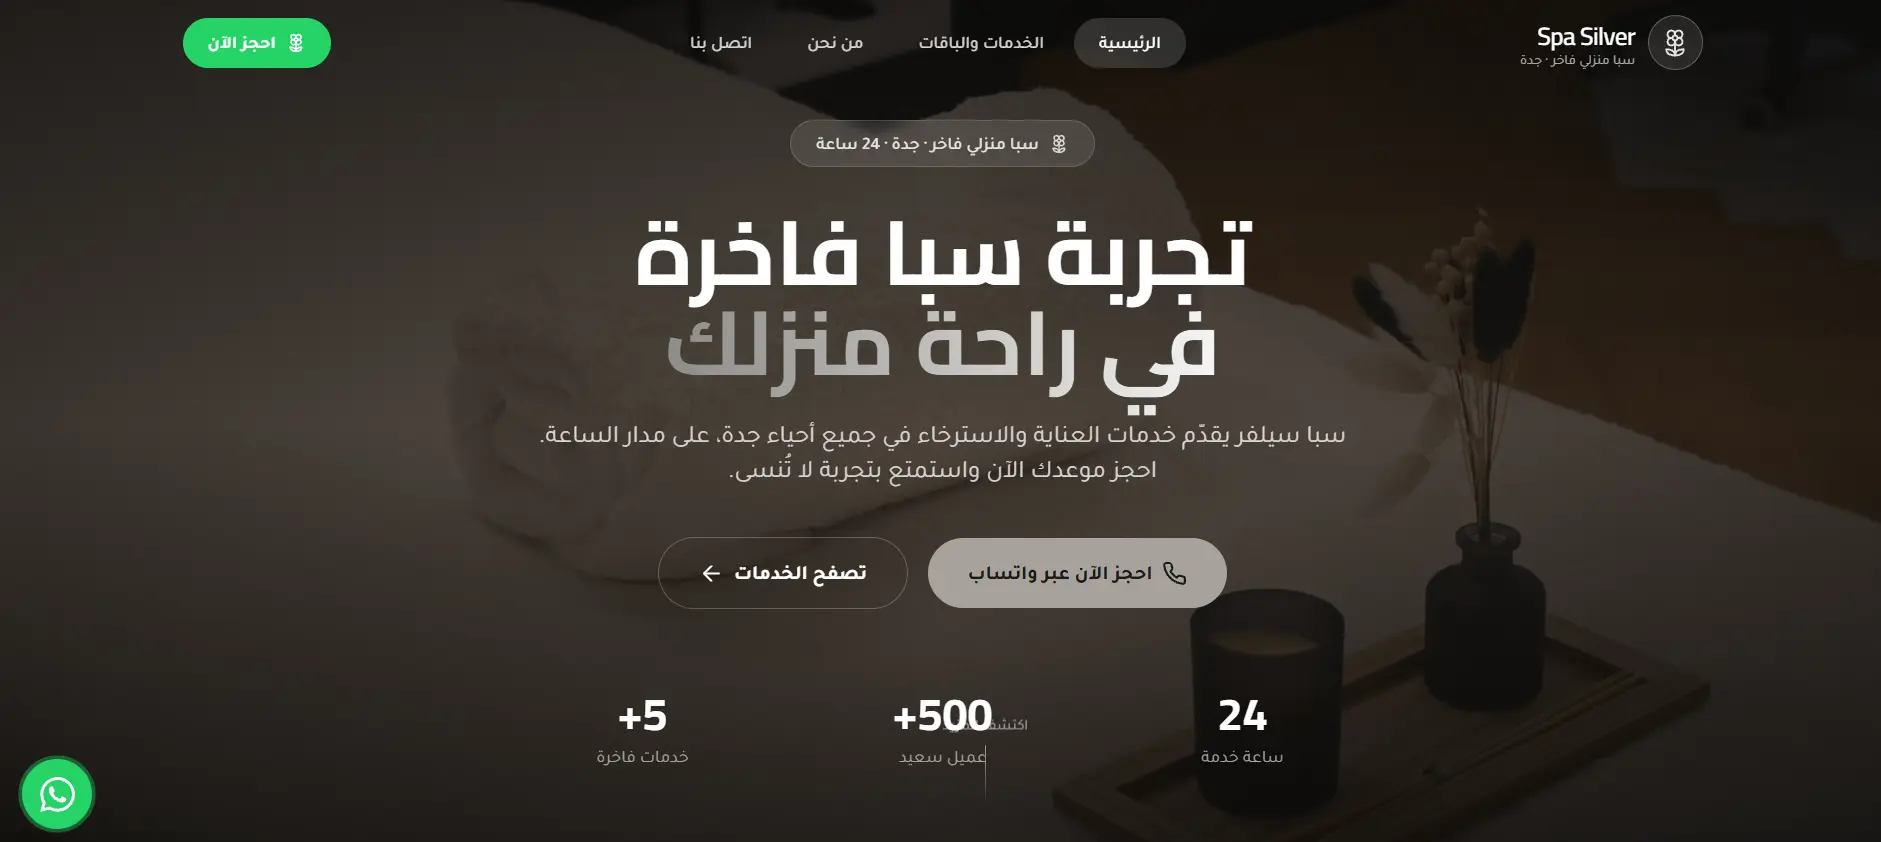 Spa Silver
سبا منزلي فاخر · جدة
الرئيسية
الخدمات والباقات
من نحن
اتصل بنا
احجز الآن
سبا منزلي فاخر · جدة · 24 ساعة
تجربة سبا فاخرة
في راحة منزلك
سبا سيلفر يقدّم خدمات العناية والاسترخاء في جميع أحياء جدة، على مدار الساعة.
احجز موعدك الآن واستمتع بتجربة لا تُنسى.
احجز الآن عبر واتساب
تصفح الخدمات
24
ساعة خدمة
+500
عميل سعيد
+5
خدمات فاخرة